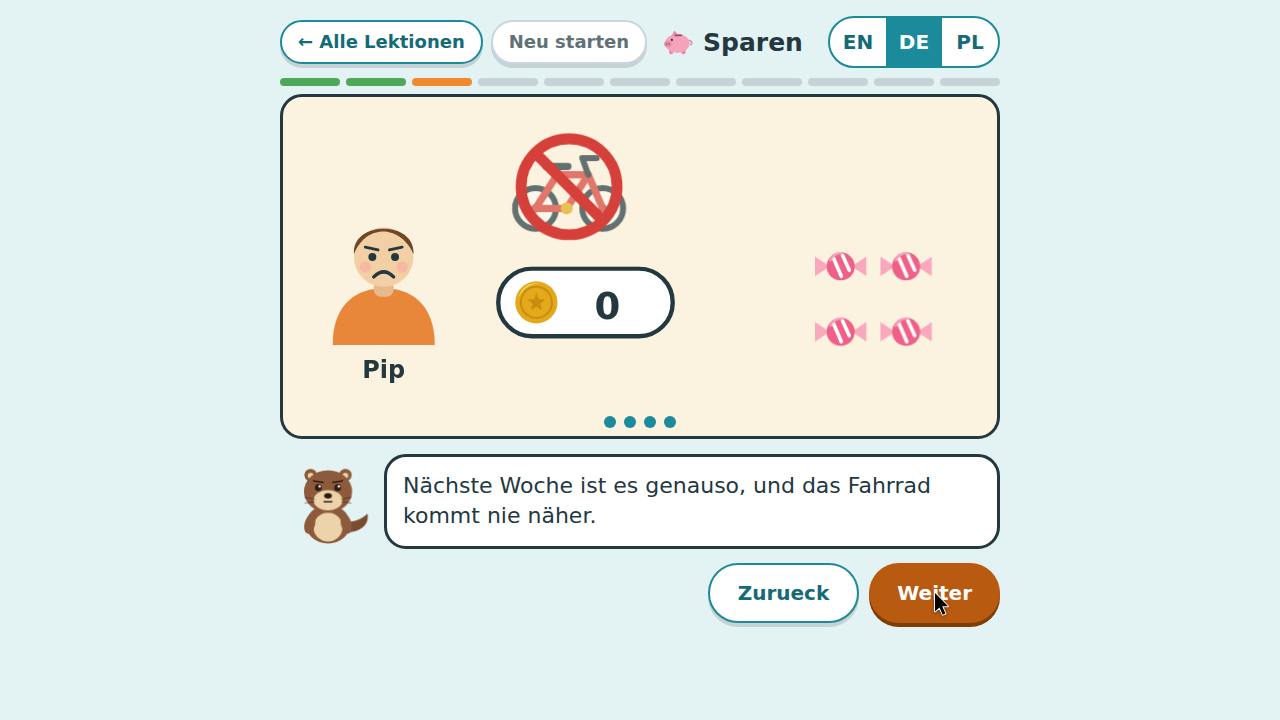 ← Alle Lektionen
Neu starten
Sparen
EN DE PL
0
Pip
Nächste Woche ist es genauso, und das Fahrrad
kommt nie näher.
Zurueck
Weiter